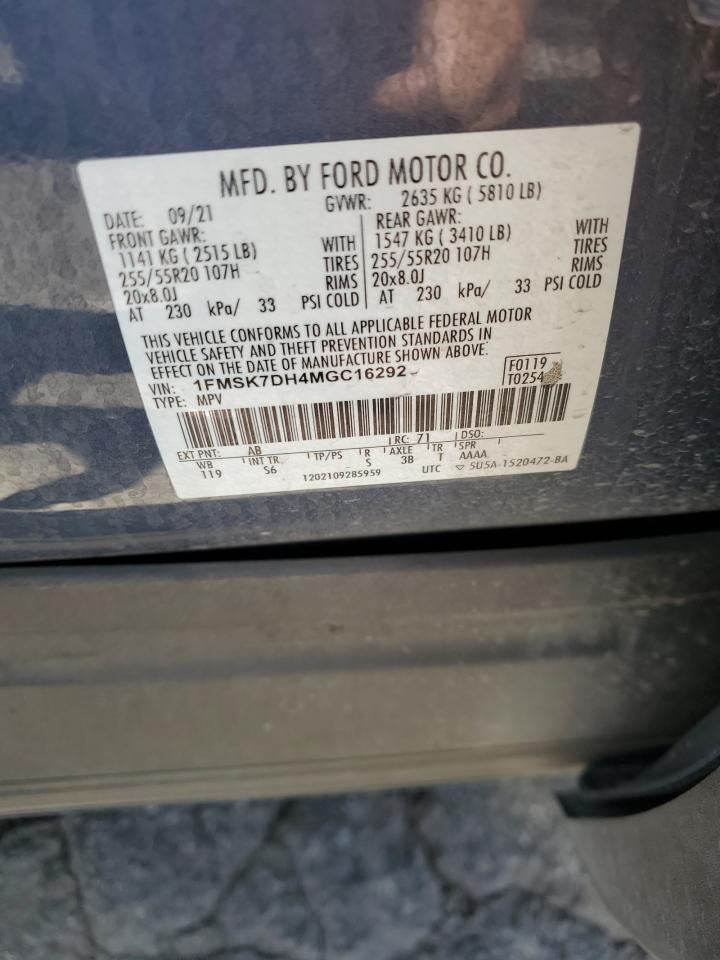 MFD. BY FORD MOTOR CO.
DATE: 09/21 GVWR: 2635 KG ( 5810 LB)
FRONT GAWR: REAR GAWR:
1141 KG ( 2515 LB) WITH 1547 KG ( 3410 LB) WITH
255/55R20 107H TIRES 255/55R20 107H TIRES
20x8.0J RIMS 20x8.0J RIMS
AT 230 kPa/ 33 PSI COLD AT 230 kPa/ 33 PSI COLD
THIS VEHICLE CONFORMS TO ALL APPLICABLE FEDERAL MOTOR
VEHICLE SAFETY AND THEFT PREVENTION STANDARDS IN
EFFECT ON THE DATE OF MANUFACTURE SHOWN ABOVE.
VIN: 1FMSK7DH4MGC16292 F0119
TYPE: MPV T0254
EXT PNT: AB RC: 71 DSO:
WB INT TR TP/PS R AXLE TR SPR
119 S6 S 3B T AAAA
1202109285959 UTC ▽ 5U5A-1520472-BA